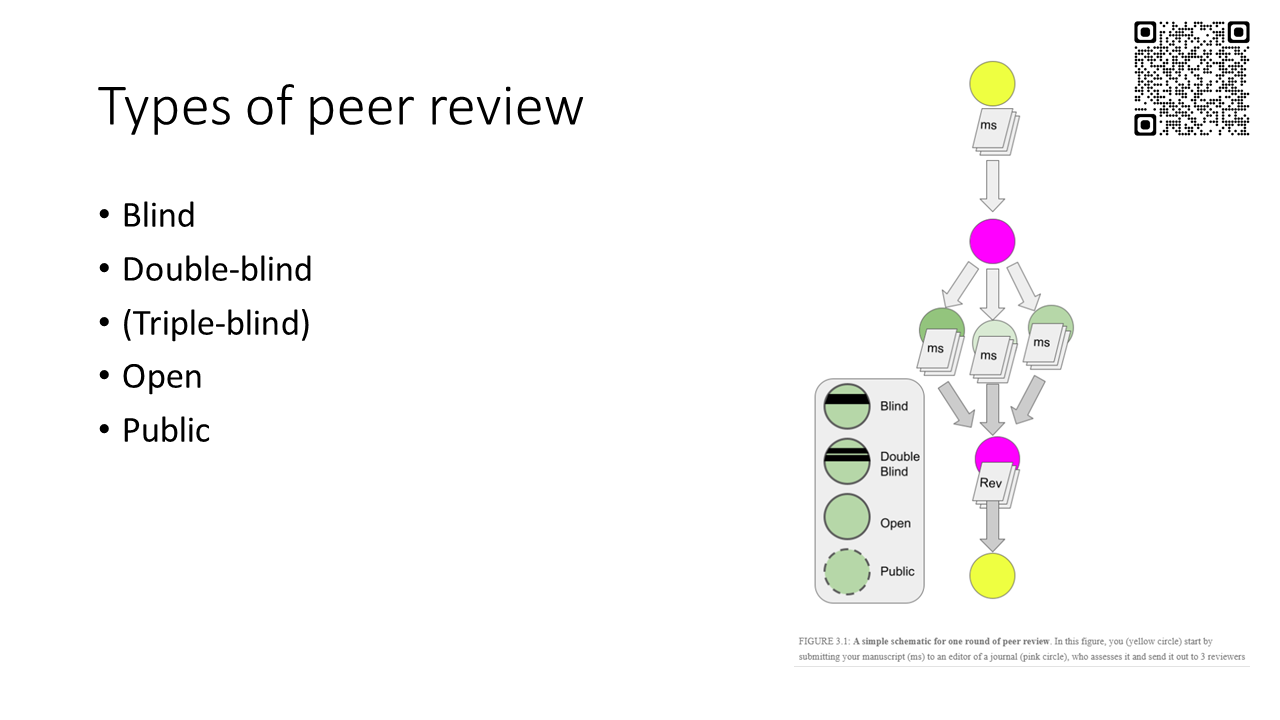 Types of peer review
• Blind
• Double-blind
• (Triple-blind)
• Open
• Public
ms
ms
ms
ms
Rev
Blind
Double
Blind
Open
Public
FIGURE 3.1: A simple schematic for one round of peer review. In this figure, you (yellow circle) start by
submitting your manuscript (ms) to an editor of a journal (pink circle), who assesses it and send it out to 3 reviewers